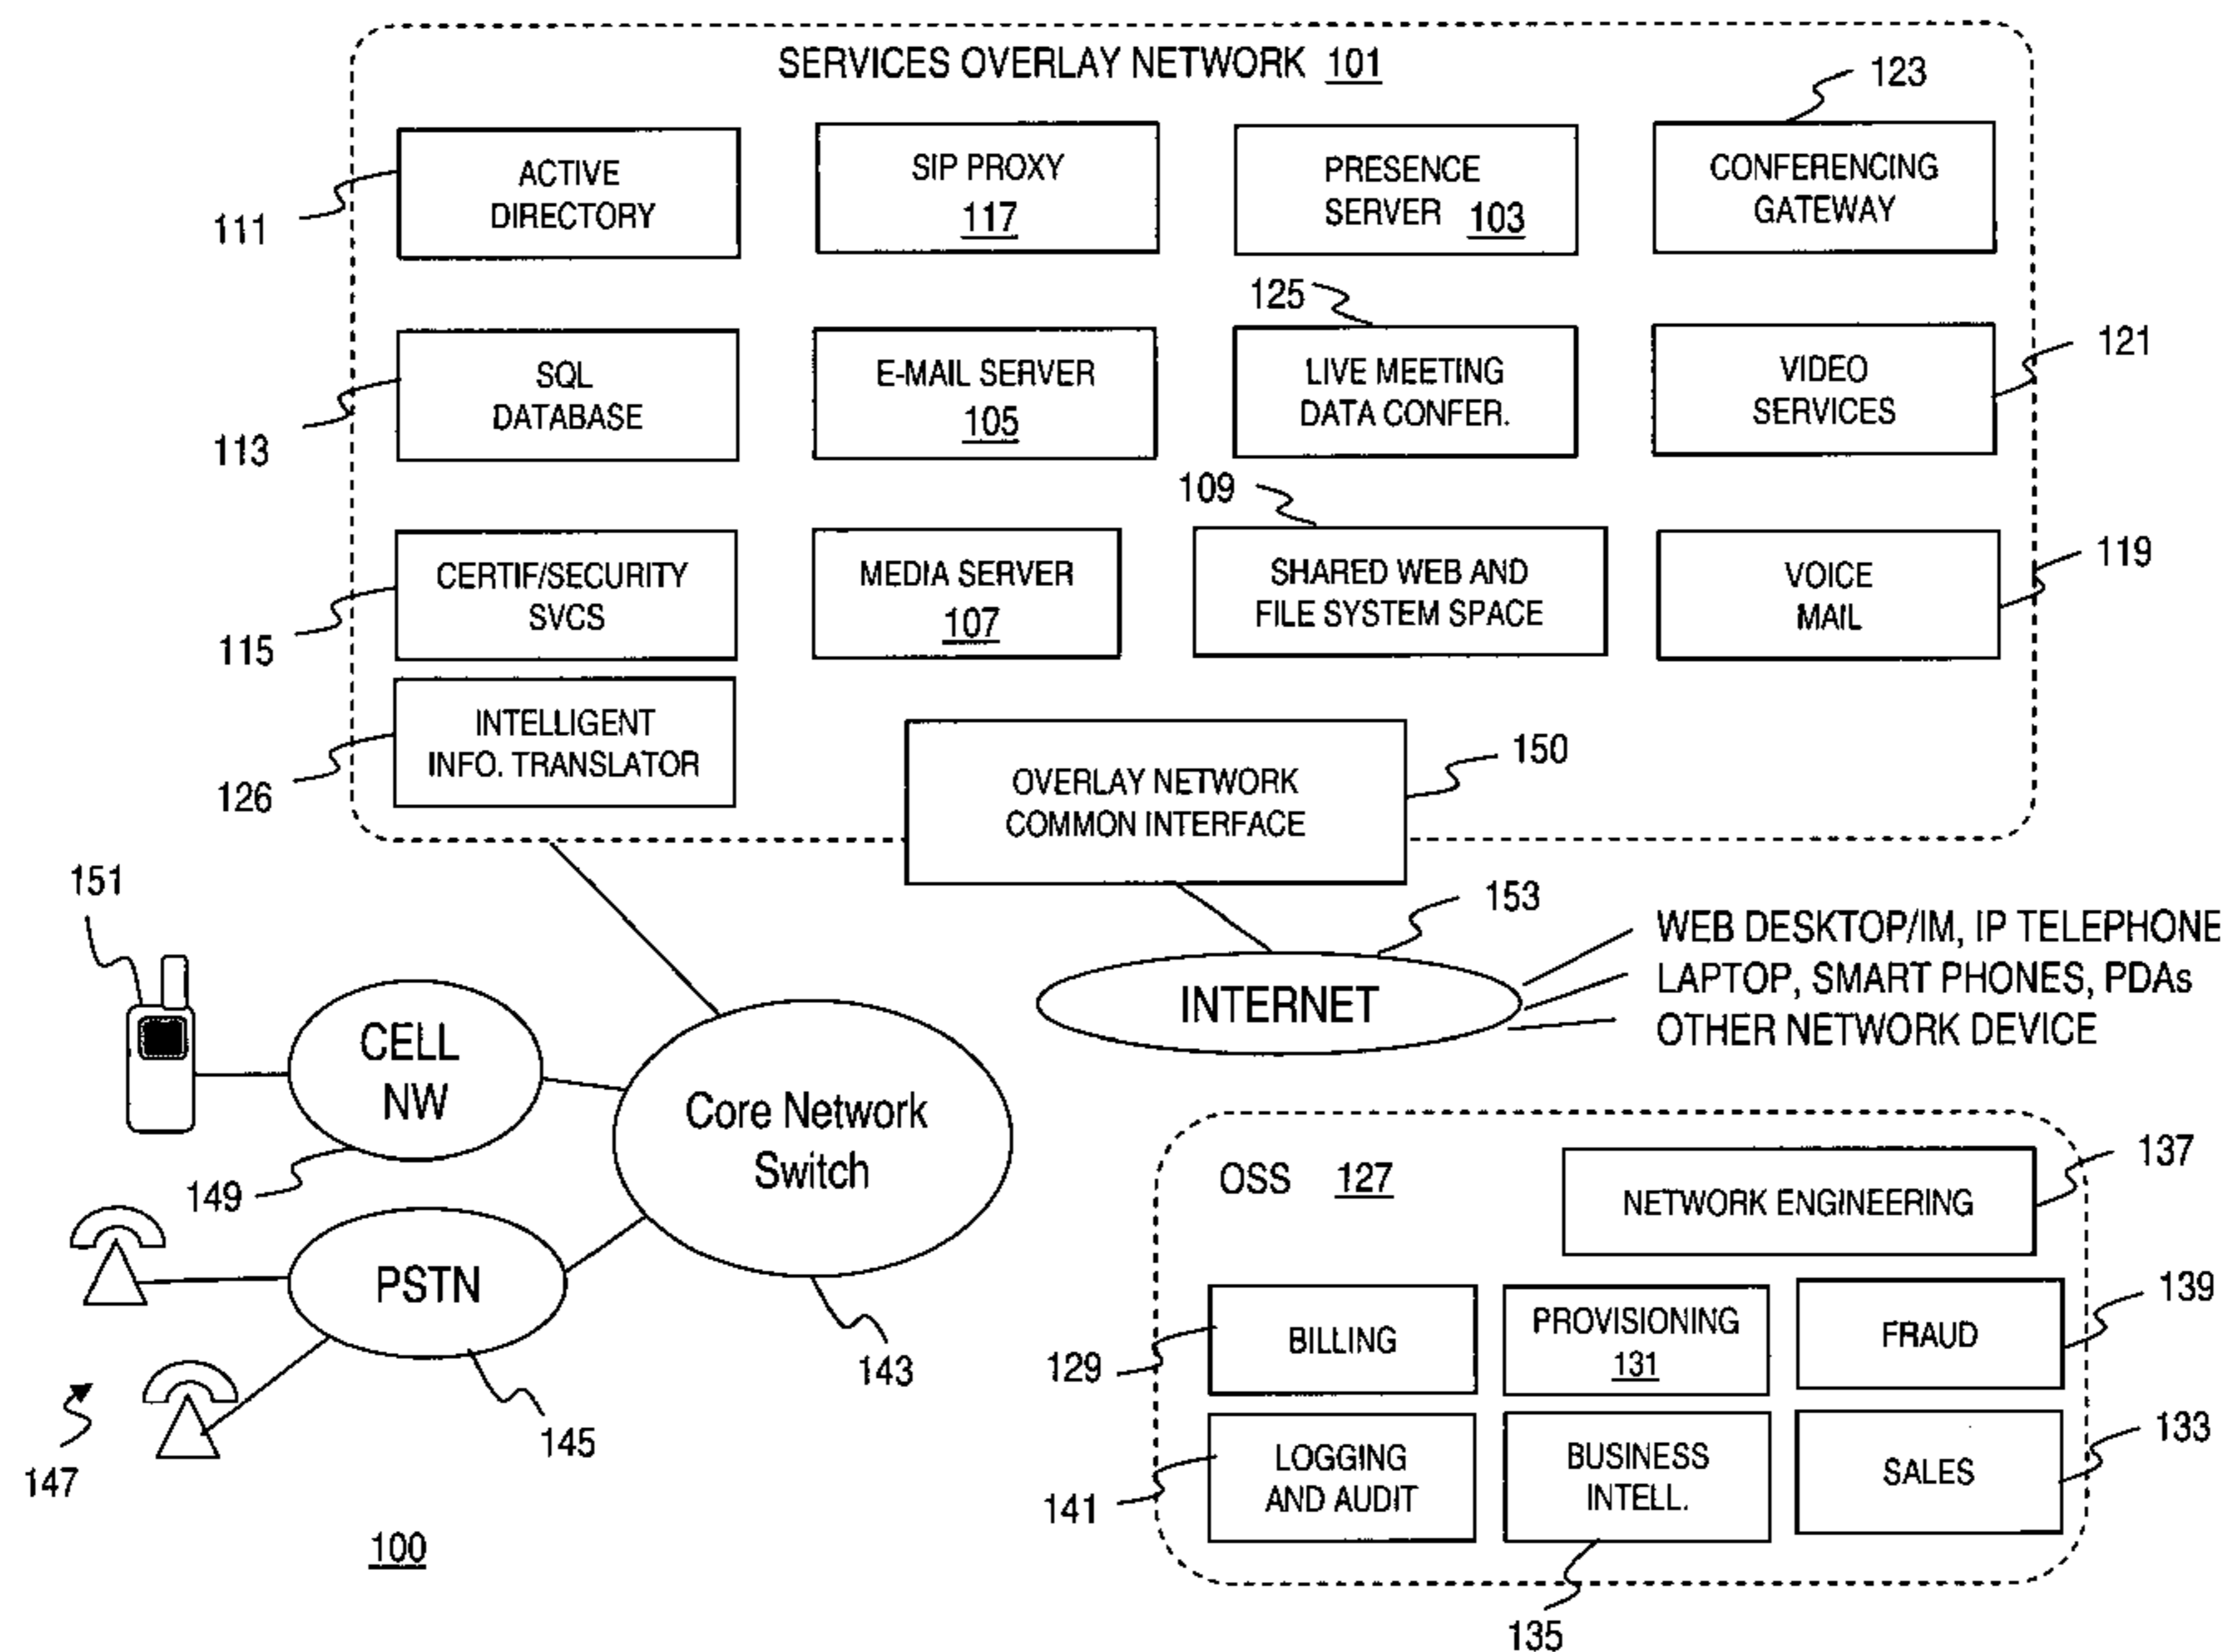 SERVICES OVERLAY NETWORK 101
123
ACTIVE
DIRECTORY
111
SIP PROXY
117
PRESENCE
SERVER 103
CONFERENCING
GATEWAY
125
SQL
DATABASE
113
E-MAIL SERVER
105
LIVE MEETING
DATA CONFER.
VIDEO
SERVICES
121
109
CERTIF/SECURITY
SVCS
115
MEDIA SERVER
107
SHARED WEB AND
FILE SYSTEM SPACE
VOICE
MAIL
119
INTELLIGENT
INFO. TRANSLATOR
126
OVERLAY NETWORK
COMMON INTERFACE
150
151
153
CELL
NW
149
Core Network
Switch
143
INTERNET
WEB DESKTOP/IM, IP TELEPHONE
LAPTOP, SMART PHONES, PDAs
OTHER NETWORK DEVICE
PSTN
145
147
100
OSS 127
NETWORK ENGINEERING
137
BILLING
129
PROVISIONING
131
FRAUD
139
LOGGING
AND AUDIT
141
BUSINESS
INTELL.
135
SALES
133